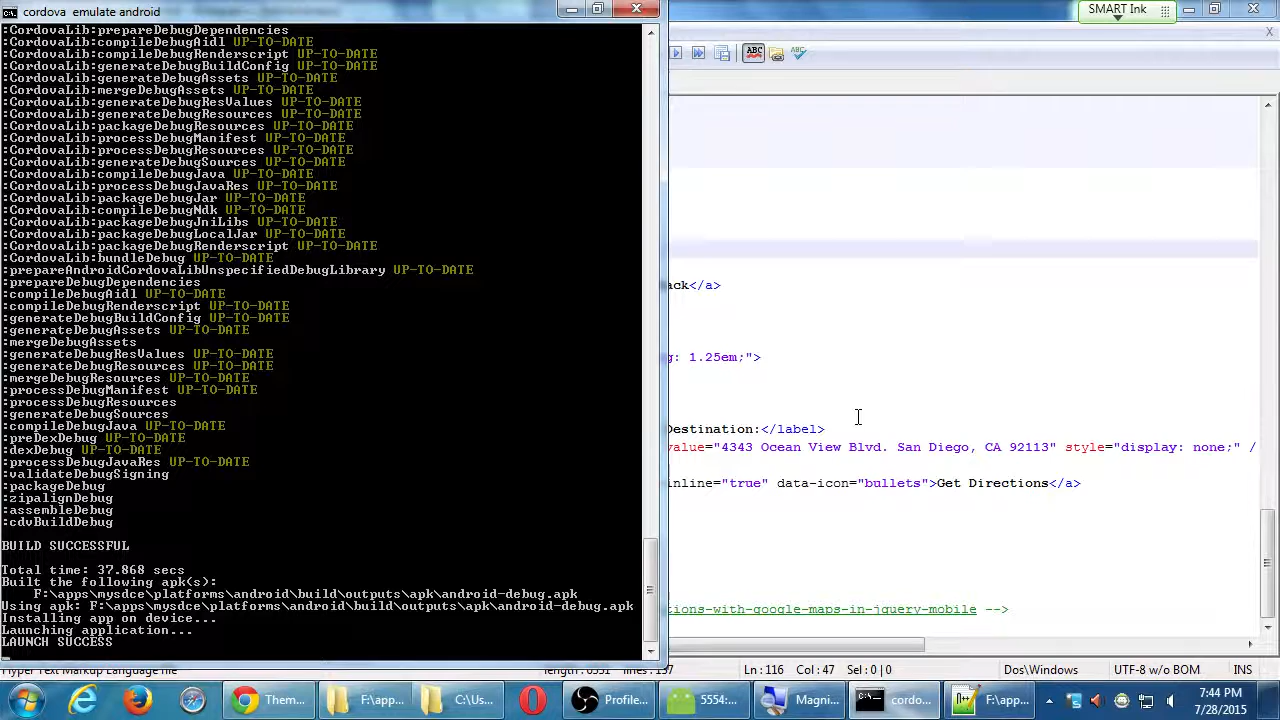 cordova  emulate android
SMART Ink
:CordovaLib:prepareDebugDependencies
:CordovaLib:compileDebugAidl UP-TO-DATE
:CordovaLib:compileDebugRenderscript UP-TO-DATE
:CordovaLib:generateDebugBuildConfig UP-TO-DATE
:CordovaLib:generateDebugAssets UP-TO-DATE
:CordovaLib:mergeDebugAssets UP-TO-DATE
:CordovaLib:generateDebugResValues UP-TO-DATE
:CordovaLib:generateDebugResources UP-TO-DATE
:CordovaLib:packageDebugResources UP-TO-DATE
:CordovaLib:processDebugManifest UP-TO-DATE
:CordovaLib:processDebugResources UP-TO-DATE
:CordovaLib:generateDebugSources UP-TO-DATE
:CordovaLib:compileDebugJava UP-TO-DATE
:CordovaLib:processDebugJavaRes UP-TO-DATE
:CordovaLib:packageDebugJar UP-TO-DATE
:CordovaLib:compileDebugNdk UP-TO-DATE
:CordovaLib:packageDebugJniLibs UP-TO-DATE
:CordovaLib:packageDebugLocalJar UP-TO-DATE
:CordovaLib:packageDebugRenderscript UP-TO-DATE
:CordovaLib:bundleDebug UP-TO-DATE
:prepareAndroidCordovaLibUnspecifiedDebugLibrary UP-TO-DATE
:prepareDebugDependencies
:compileDebugAidl UP-TO-DATE
:compileDebugRenderscript UP-TO-DATE
:generateDebugBuildConfig UP-TO-DATE
:generateDebugAssets UP-TO-DATE
:mergeDebugAssets
:generateDebugResValues UP-TO-DATE
:generateDebugResources UP-TO-DATE
:mergeDebugResources UP-TO-DATE
:processDebugManifest UP-TO-DATE
:processDebugResources
:generateDebugSources
:compileDebugJava UP-TO-DATE
:preDexDebug UP-TO-DATE
:dexDebug UP-TO-DATE
:processDebugJavaRes UP-TO-DATE
:validateDebugSigning
:packageDebug
:zipalignDebug
:assembleDebug
:cdvBuildDebug
BUILD SUCCESSFUL
Total time: 37.868 secs
Built the following apk(s):
F:\apps\mysdce\platforms\android\build\outputs\apk\android-debug.apk
Using apk: F:\apps\mysdce\platforms\android\build\outputs\apk\android-debug.apk
Installing app on device...
Launching application...
LAUNCH SUCCESS
ABC
ABC
ack</a>
g: 1.25em;">
Destination:</label>
value="4343 Ocean View Blvd. San Diego, CA 92113" style="display: none;" /
inline="true" data-icon="bullets">Get Directions</a>
tions-with-google-maps-in-jquery-mobile -->
Ln:116 Col:47 Sel:0|0 Dos\Windows UTF-8 w/o BOM INS
Them... F:\app... C:\Us... Profile... 5554:... Magni... cordo... F:\app...
7:44 PM
7/28/2015